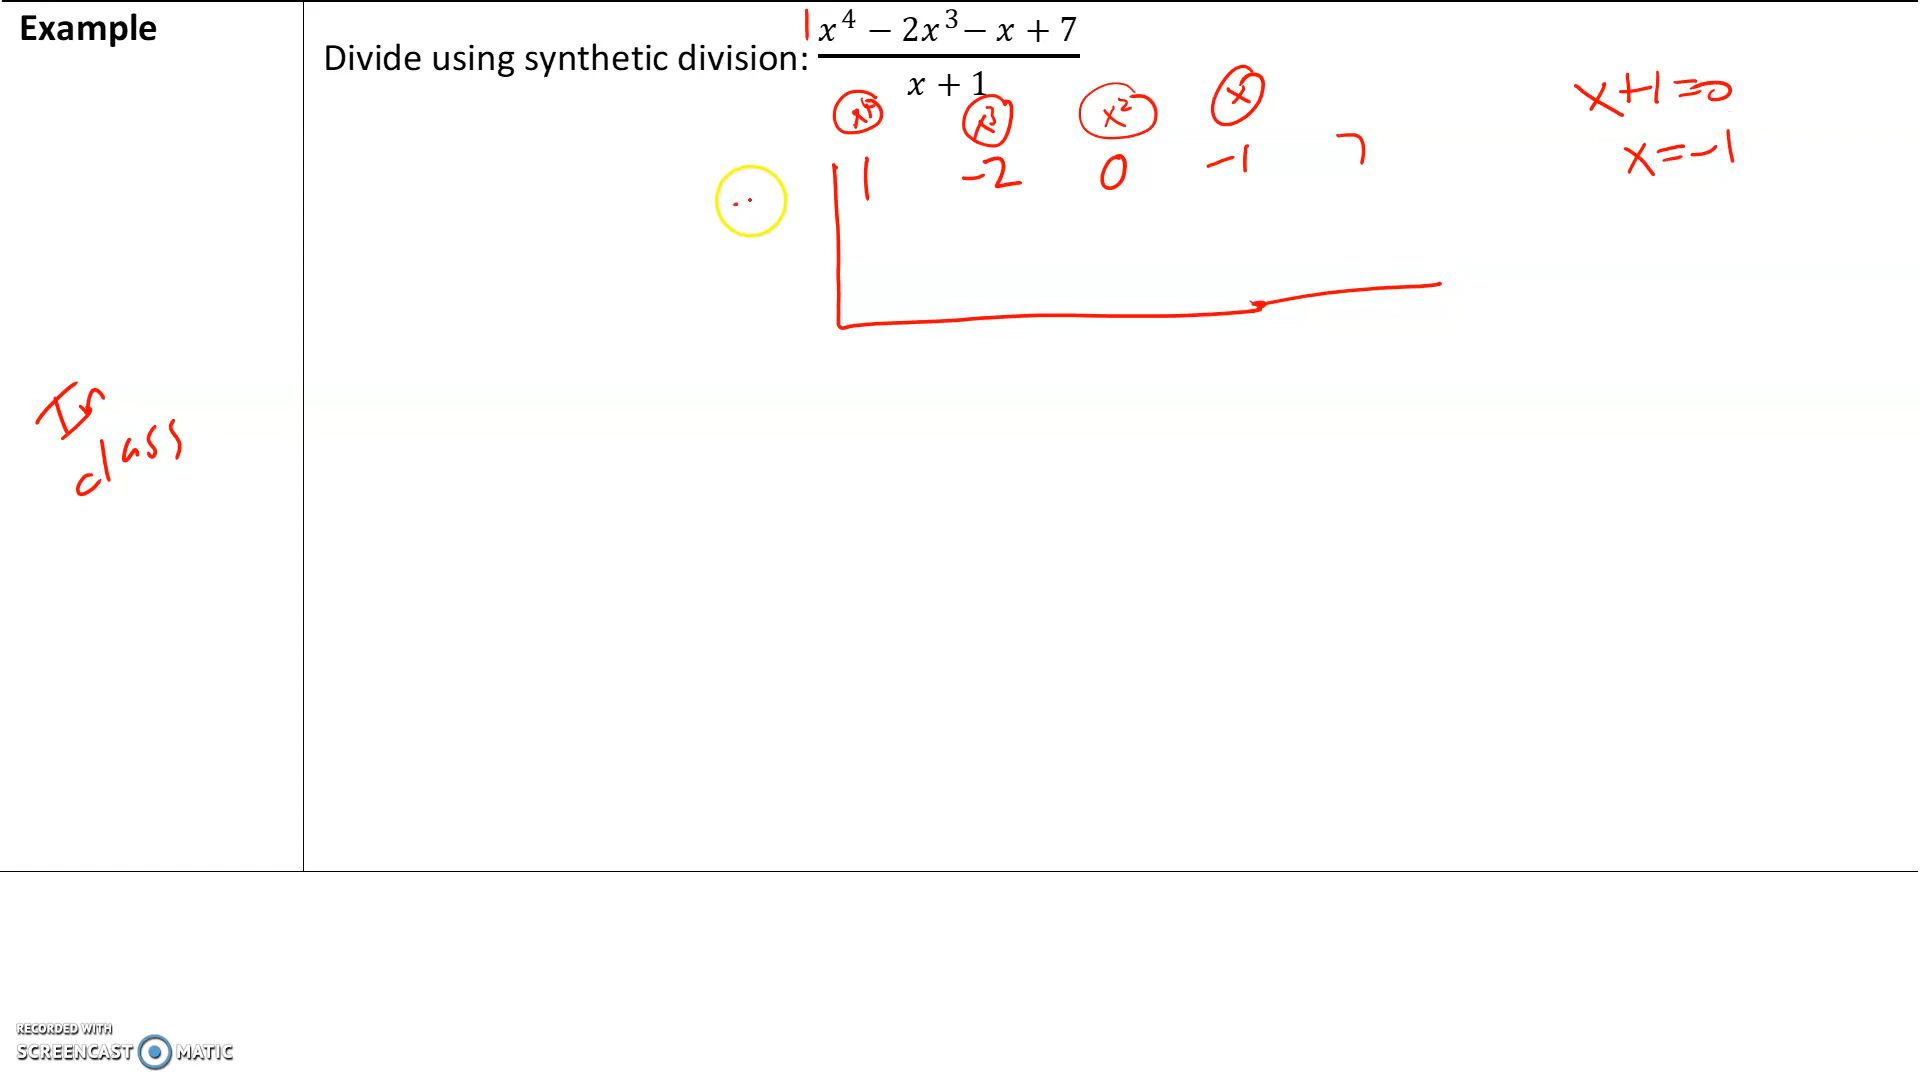 Example
Divide using synthetic division: 1x⁴ − 2x³ − x + 7
x + 1
x⁴ x³ x² x
1 -2 0 -1 7
x+1=0
x=-1
In
class
RECORDED WITH
SCREENCAST MATIC